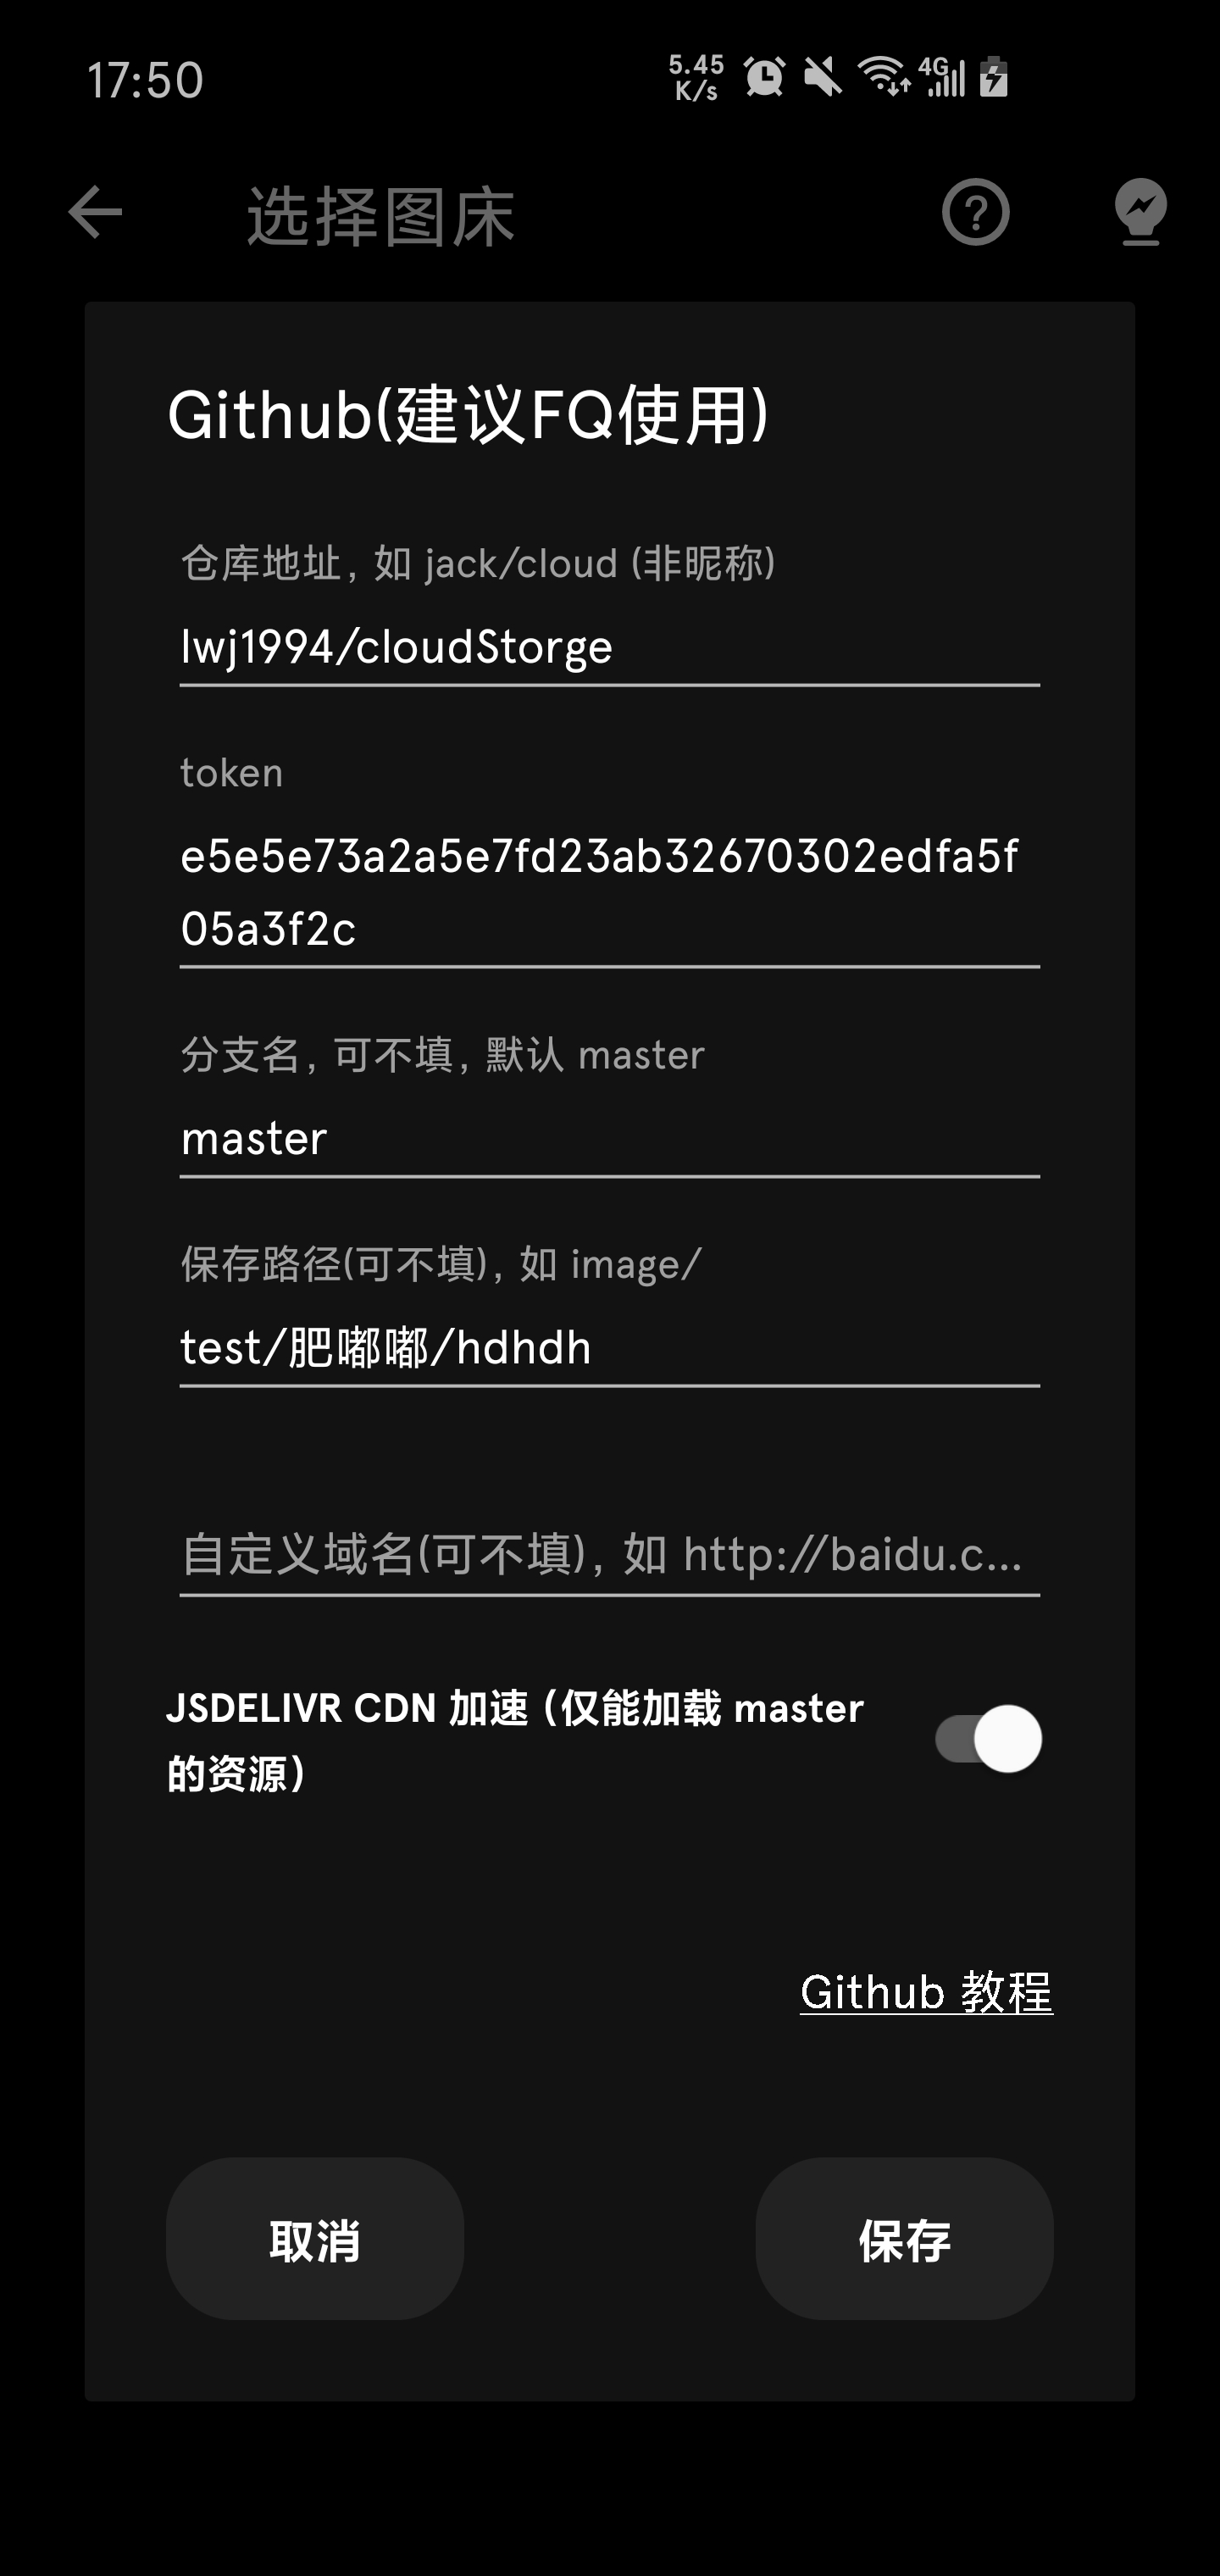 17:50
5.45
K/s
4G
选择图床
Github(建议FQ使用)
仓库地址, 如 jack/cloud (非昵称)
lwj1994/cloudStorge
token
e5e5e73a2a5e7fd23ab32670302edfa5f
05a3f2c
分支名, 可不填, 默认 master
master
保存路径(可不填), 如 image/
test/肥嘟嘟/hdhdh
自定义域名(可不填), 如 http://baidu.c...
JSDELIVR CDN 加速 (仅能加载 master
的资源)
Github 教程
取消
保存